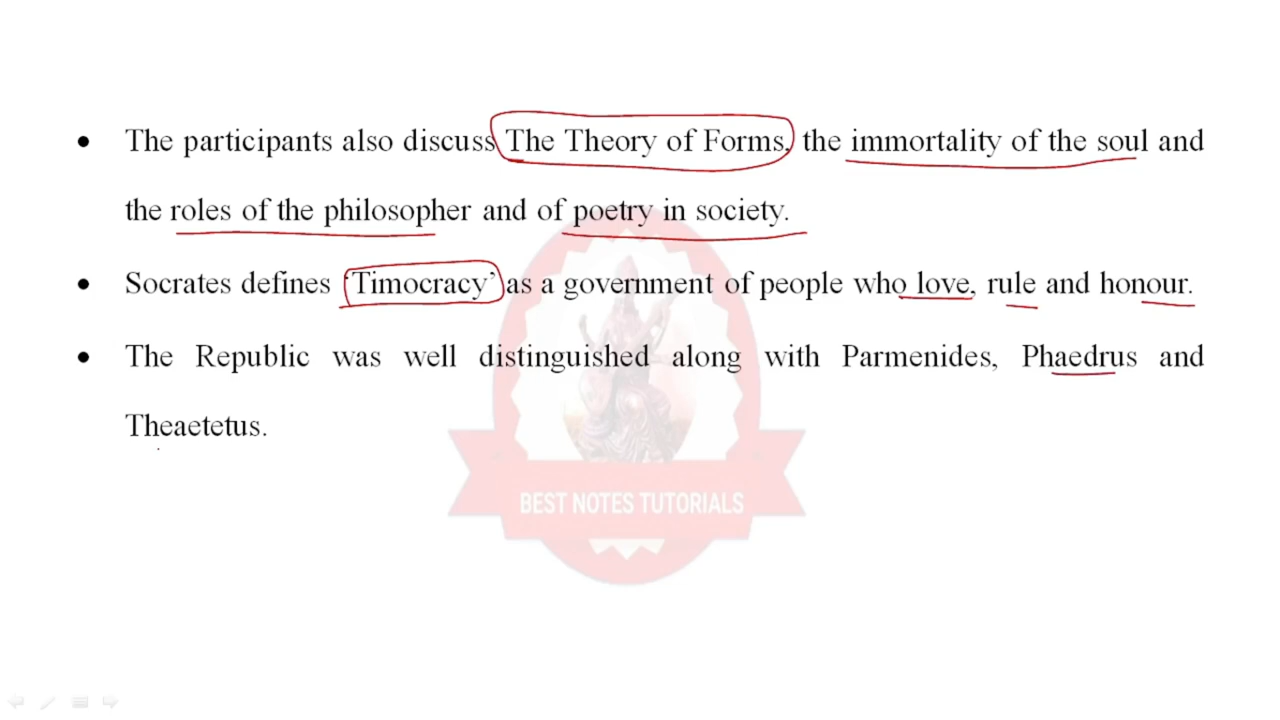 • The participants also discuss The Theory of Forms, the immortality of the soul and
the roles of the philosopher and of poetry in society.
• Socrates defines ‘Timocracy’ as a government of people who love, rule and honour.
• The Republic was well distinguished along with Parmenides, Phaedrus and
Theaetetus.
BEST NOTES TUTORIALS